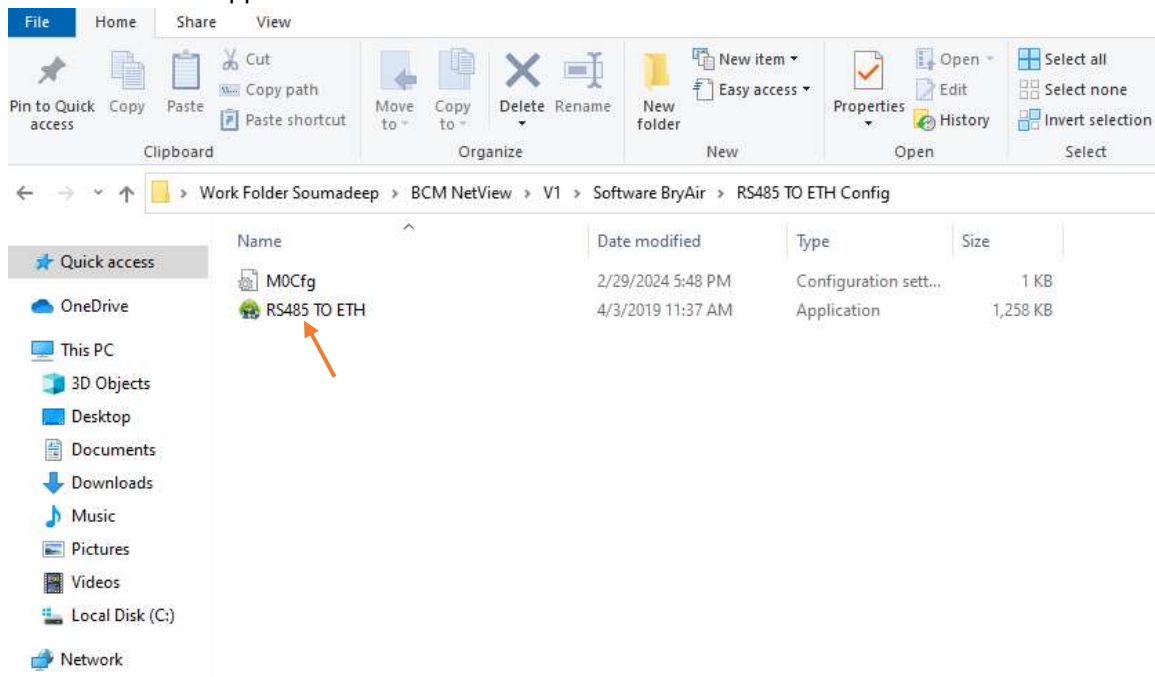 File Home Share View
Pin to Quick access
Copy
Paste
Cut
Copy path
Paste shortcut
Move to
Copy to
Delete
Rename
New folder
New item
Easy access
Properties
Open
Edit
History
Select all
Select none
Invert selection
Clipboard Organize New Open Select
Work Folder Soumadeep > BCM NetView > V1 > Software BryAir > RS485 TO ETH Config
Name Date modified Type Size
M0Cfg 2/29/2024 5:48 PM Configuration sett... 1 KB
RS485 TO ETH 4/3/2019 11:37 AM Application 1,258 KB
Quick access
OneDrive
This PC
3D Objects
Desktop
Documents
Downloads
Music
Pictures
Videos
Local Disk (C:)
Network